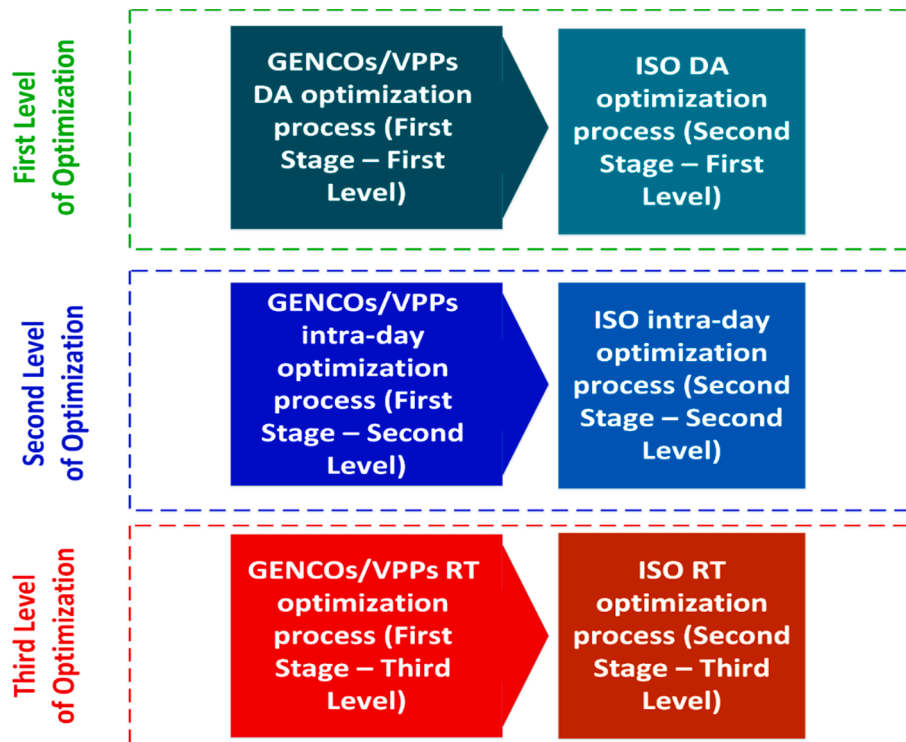 First Level
of Optimization
GENCOs/VPPs
DA optimization
process (First
Stage – First
Level)
ISO DA
optimization
process (Second
Stage – First
Level)
Second Level
of Optimization
GENCOs/VPPs
intra-day
optimization
process (First
Stage – Second
Level)
ISO intra-day
optimization
process (Second
Stage – Second
Level)
Third Level
of Optimization
GENCOs/VPPs RT
optimization
process (First
Stage – Third
Level)
ISO RT
optimization
process (Second
Stage – Third
Level)